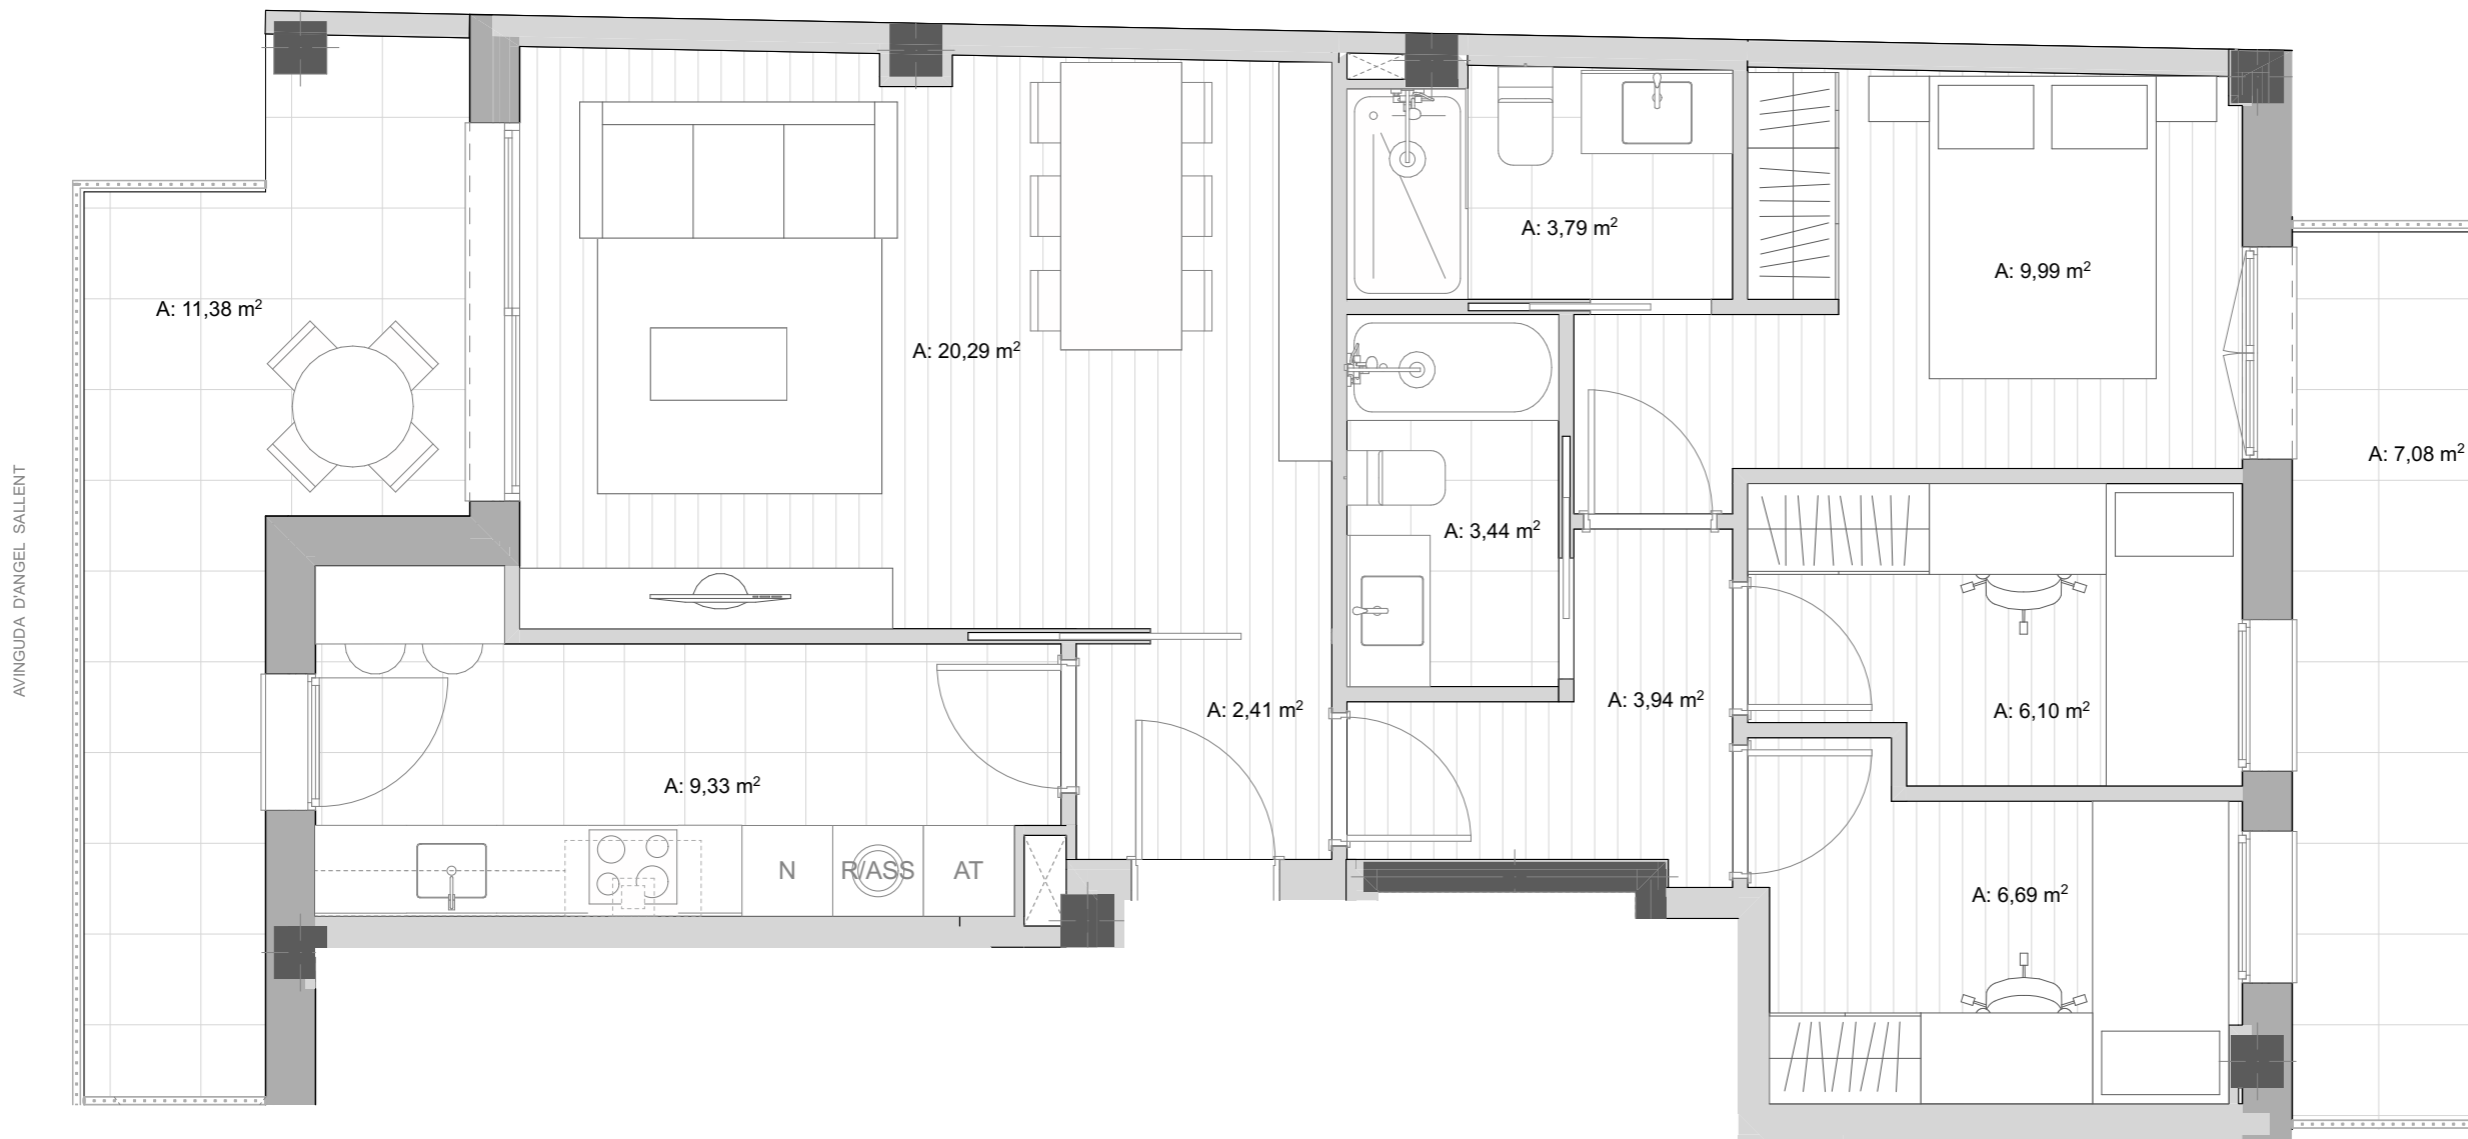 A: 3,79 m²
A: 9,99 m²
A: 11,38 m²
A: 20,29 m²
A: 7,08 m²
AVINGUDA D'ANGEL SALLENT
A: 3,44 m²
A: 2,41 m²
A: 3,94 m²
A: 6,10 m²
A: 9,33 m²
N
R/ASS
AT
A: 6,69 m²